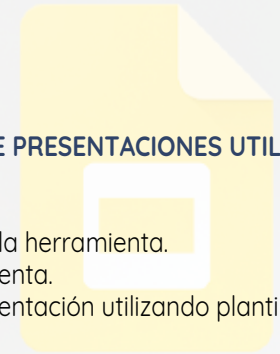 E PRESENTACIONES UTIL
la herramienta.
enta.
entación utilizando planti